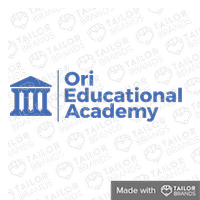 Ori
Educational
Academy
Made with TAILOR BRANDS